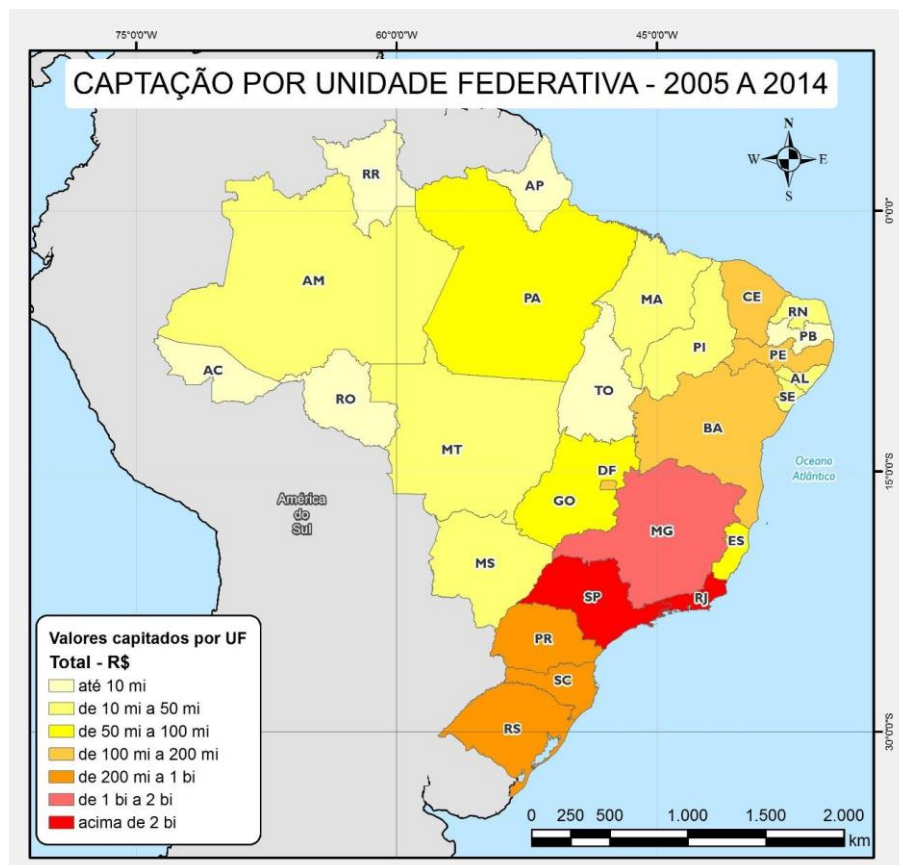 75°0'0"W 60°0'0"W 45°0'0"W
CAPTAÇÃO POR UNIDADE FEDERATIVA - 2005 A 2014
N
W E
S
RR
AP
0°0'
AM
PA
MA
CE
RN
PB
PI
PE
AL
SE
AC
RO
TO
BA
MT
Oceano
Atlântico
15°0'0"S
DF
GO
América
do
Sul
MG
ES
MS
SP
RJ
PR
SC
RS
30°0'0"S
Valores capitados por UF
Total - R$
até 10 mi
de 10 mi a 50 mi
de 50 mi a 100 mi
de 100 mi a 200 mi
de 200 mi a 1 bi
de 1 bi a 2 bi
acima de 2 bi
0 250 500 1.000 1.500 2.000
km